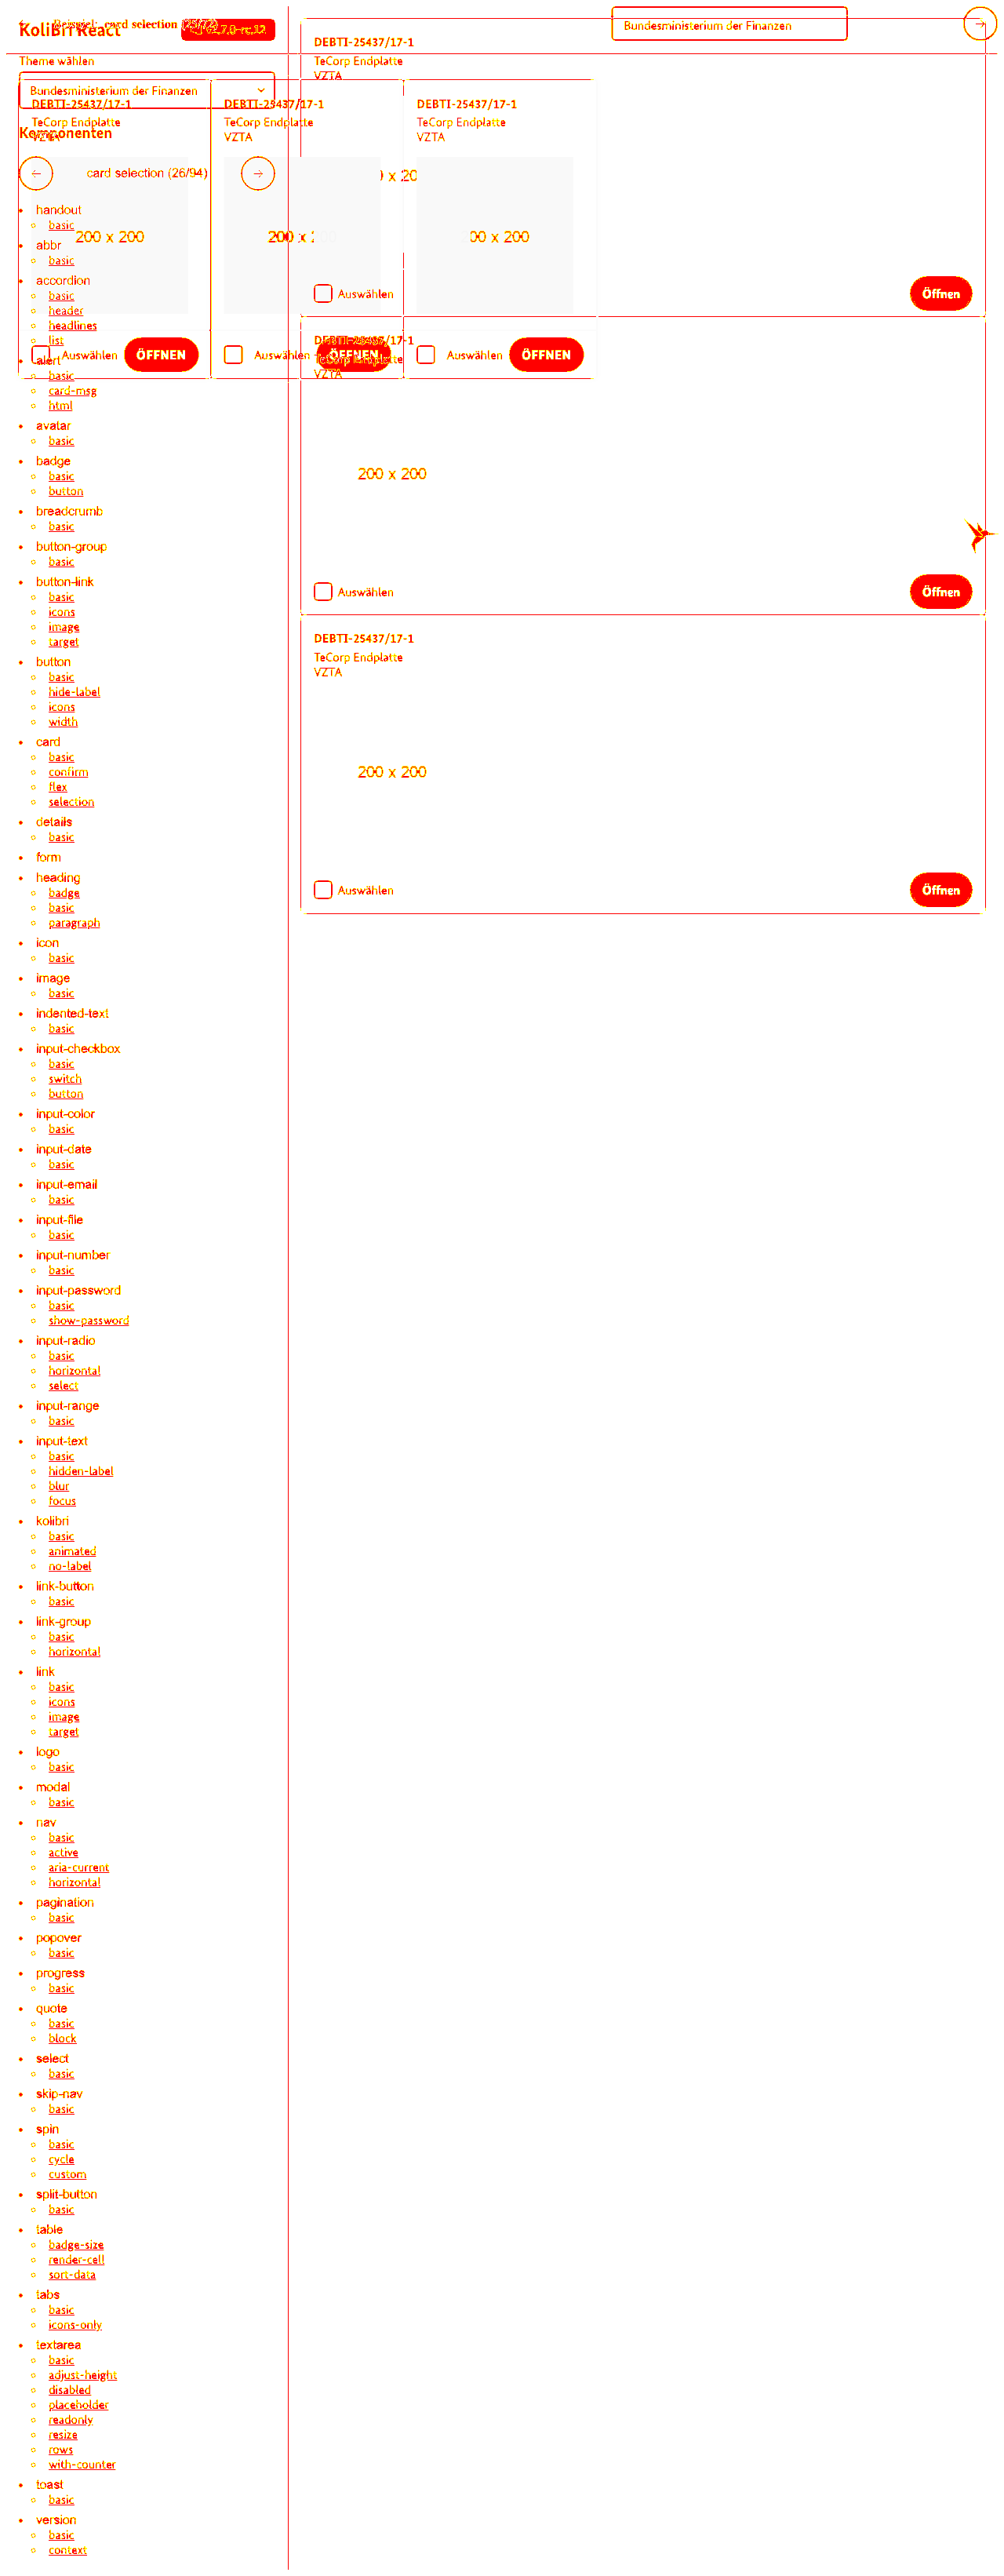 KoliBri React
Beispiel: card selection (25/72)
Bundesministerium der Finanzen
Theme wählen
Bundesministerium der Finanzen
Komponenten
card selection (26/94)
DEBTI-25437/17-1
TeCorp Endplatte
VZTA
200 x 200
Auswählen
ÖFFNEN
DEBTI-25437/17-1
TeCorp Endplatte
VZTA
Auswählen
ÖFFNEN
DEBTI-25437/17-1
TeCorp Endplatte
VZTA
Auswählen
ÖFFNEN
DEBTI-25437/17-1
TeCorp Endplatte
VZTA
Auswählen
Öffnen
DEBTI-25437/17-1
TeCorp Endplatte
VZTA
200 x 200
Auswählen
Öffnen
DEBTI-25437/17-1
TeCorp Endplatte
VZTA
200 x 200
Auswählen
Öffnen
handout
basic
abbr
basic
accordion
basic
header
headlines
list
alert
basic
card-msg
html
avatar
basic
badge
basic
button
breadcrumb
basic
button-group
basic
button-link
basic
icons
image
target
button
basic
hide-label
icons
width
card
basic
confirm
flex
selection
details
basic
form
heading
badge
basic
paragraph
icon
basic
image
basic
indented-text
basic
input-checkbox
basic
switch
button
input-color
basic
input-date
basic
input-email
basic
input-file
basic
input-number
basic
input-password
basic
show-password
input-radio
basic
horizontal
select
input-range
basic
input-text
basic
hidden-label
blur
focus
kolibri
basic
animated
no-label
link-button
basic
link-group
basic
horizontal
link
basic
icons
image
target
logo
basic
modal
basic
nav
basic
active
aria-current
horizontal
pagination
basic
popover
basic
progress
basic
quote
basic
block
select
basic
skip-nav
basic
spin
basic
cycle
custom
split-button
basic
table
badge-size
render-cell
sort-data
tabs
basic
icons-only
textarea
basic
adjust-height
disabled
placeholder
readonly
resize
rows
with-counter
toast
basic
version
basic
context